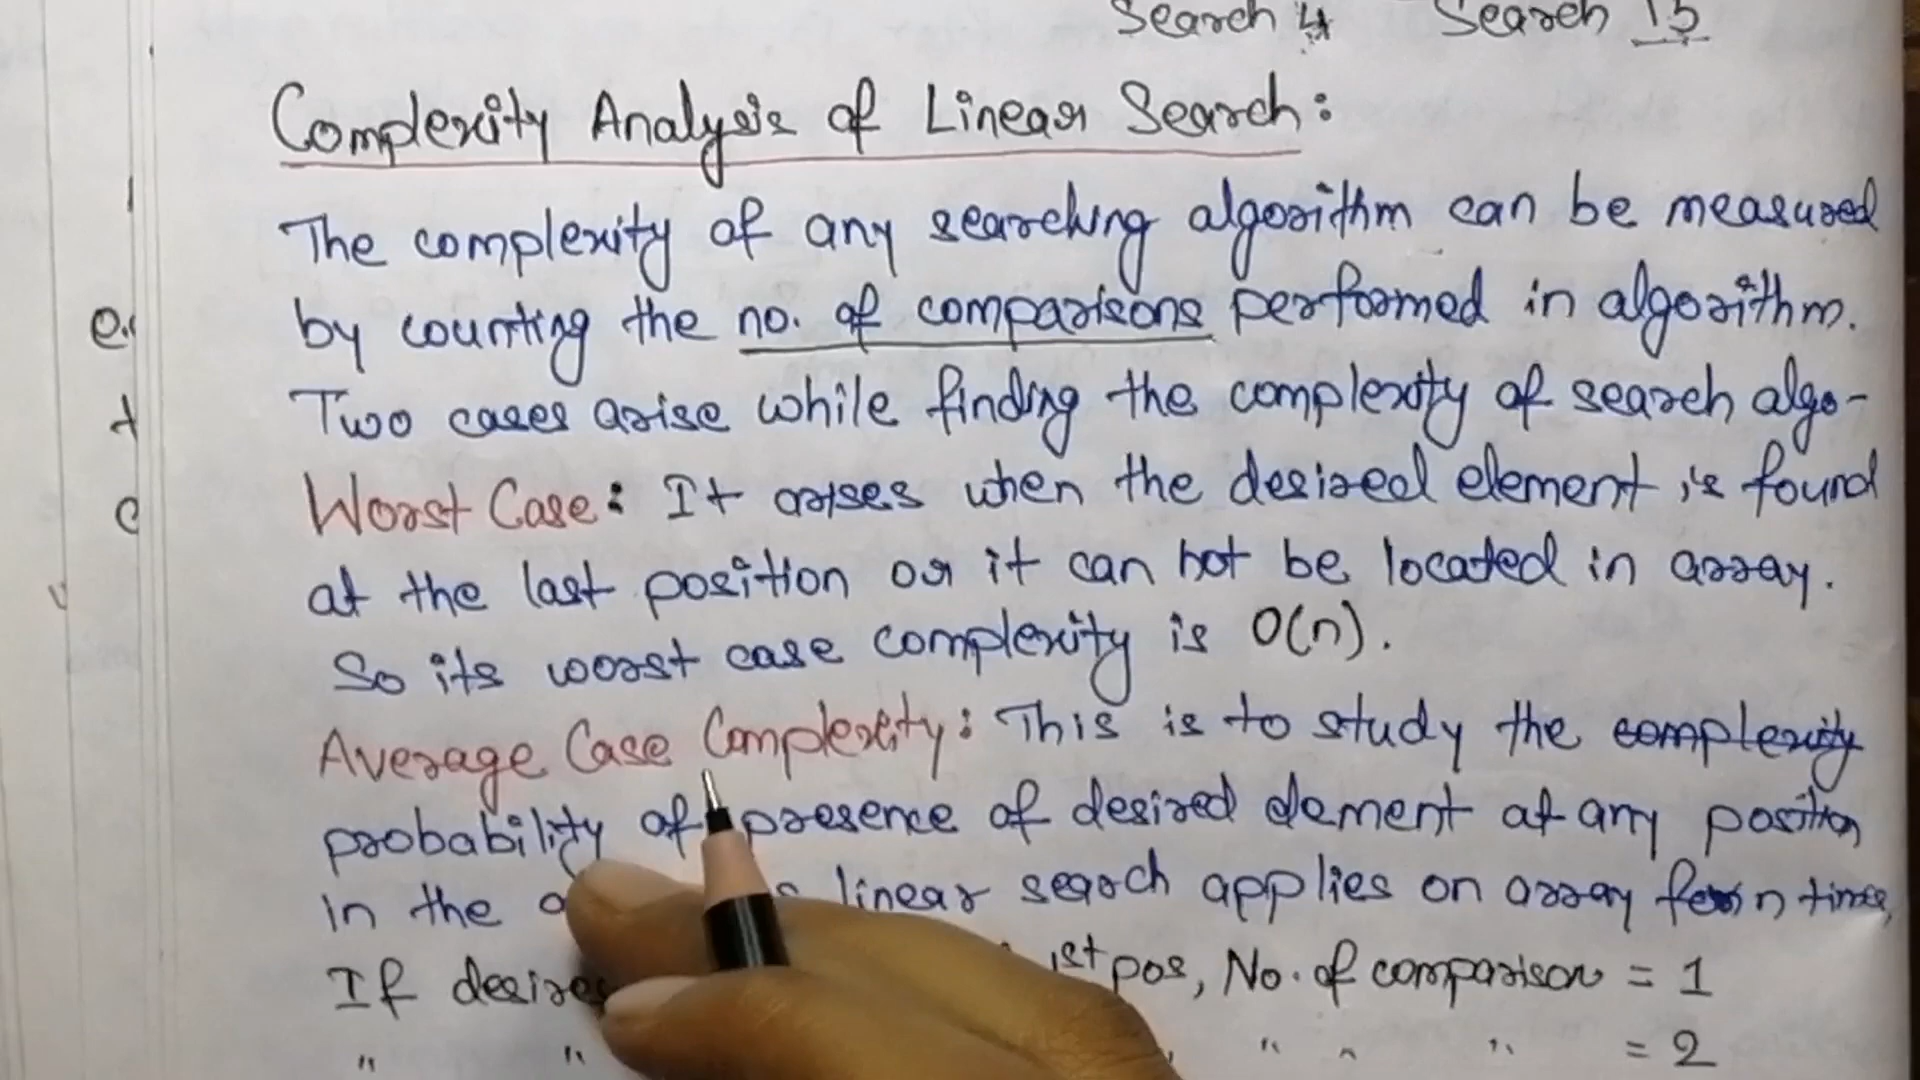 Search 4 Search 15
Complexity Analysis of Linear Search:
The complexity of any searching algorithm can be measured
by counting the no. of comparisons performed in algorithm.
Two cases arise while finding the complexity of search algo-
Worst Case: It arises when the desired element is found
at the last position or it can not be located in array.
So its worst case complexity is O(n).
Average Case Complexity: This is to study the complexity
probability of presence of desired element at any position
in the linear search applies on array n times,
If 1st pos, No. of comparison = 1
" " " " " = 2